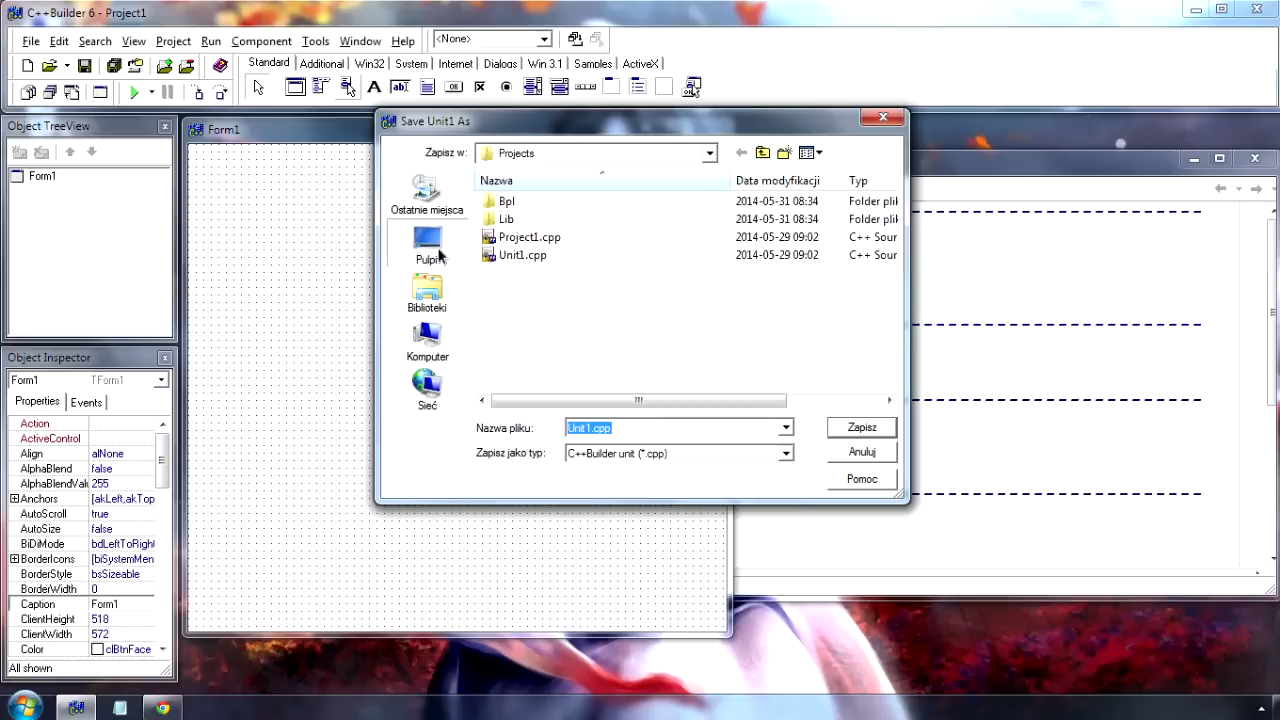 C++Builder 6 - Project1
File Edit Search View Project Run Component Tools Window Help
<None>
Standard Additional Win32 System Internet Dialogs Win 3.1 Samples ActiveX
Object TreeView
Form1
Form1
Save Unit1 As
Zapisz w: Projects
Ostatnie miejsca
Pulpit
Biblioteki
Komputer
Sieć
Nazwa Data modyfikacji Typ
Bpl 2014-05-31 08:34 Folder plik
Lib 2014-05-31 08:34 Folder plik
Project1.cpp 2014-05-29 09:02 C++ Sour
Unit1.cpp 2014-05-29 09:02 C++ Sour
Nazwa pliku: Unit1.cpp Zapisz
Zapisz jako typ: C++Builder unit (*.cpp) Anuluj
Pomoc
Object Inspector
Form1 TForm1
Properties Events
Action
ActiveControl
Align alNone
AlphaBlend false
AlphaBlendValu 255
Anchors [akLeft,akTop
AutoScroll true
AutoSize false
BiDiMode bdLeftToRight
BorderIcons [biSystemMen
BorderStyle bsSizeable
BorderWidth 0
Caption Form1
ClientHeight 518
ClientWidth 572
Color clBtnFace
All shown